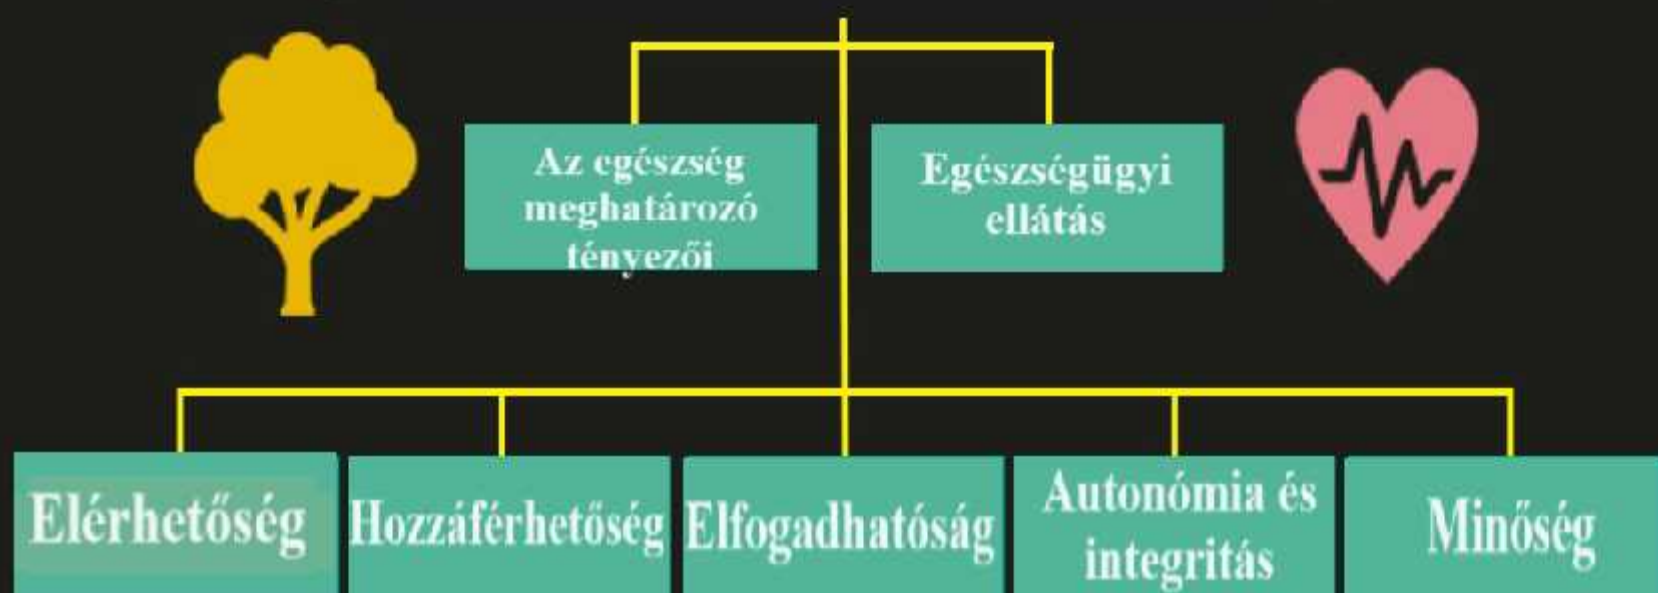 Az egészség
meghatározó
tényezői
Egészségügyi
ellátás
Elérhetőség
Hozzáférhetőség
Elfogadhatóság
Autonómia és
integritás
Minőség